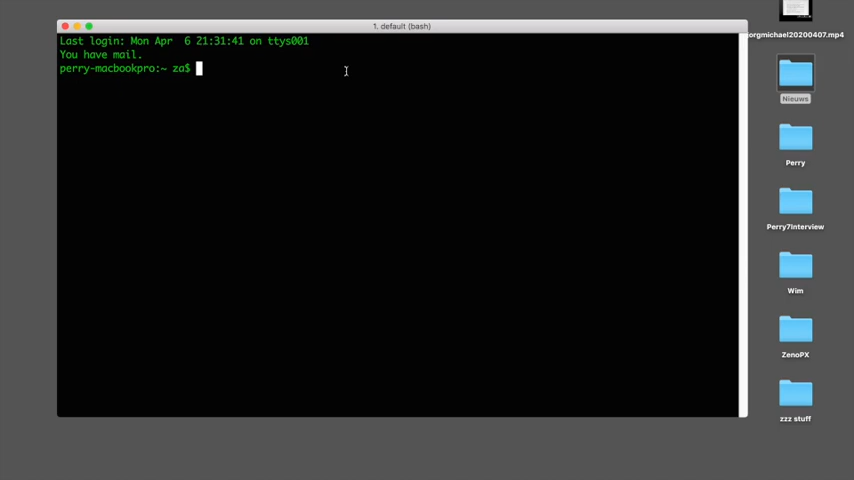 1. default (bash)
Last login: Mon Apr  6 21:31:41 on ttys001
You have mail.
perry-macbookpro:~ za$
orgmichael20200407.mp4
Nieuws
Perry
Perry7Interview
Wim
ZenoPX
zzz stuff